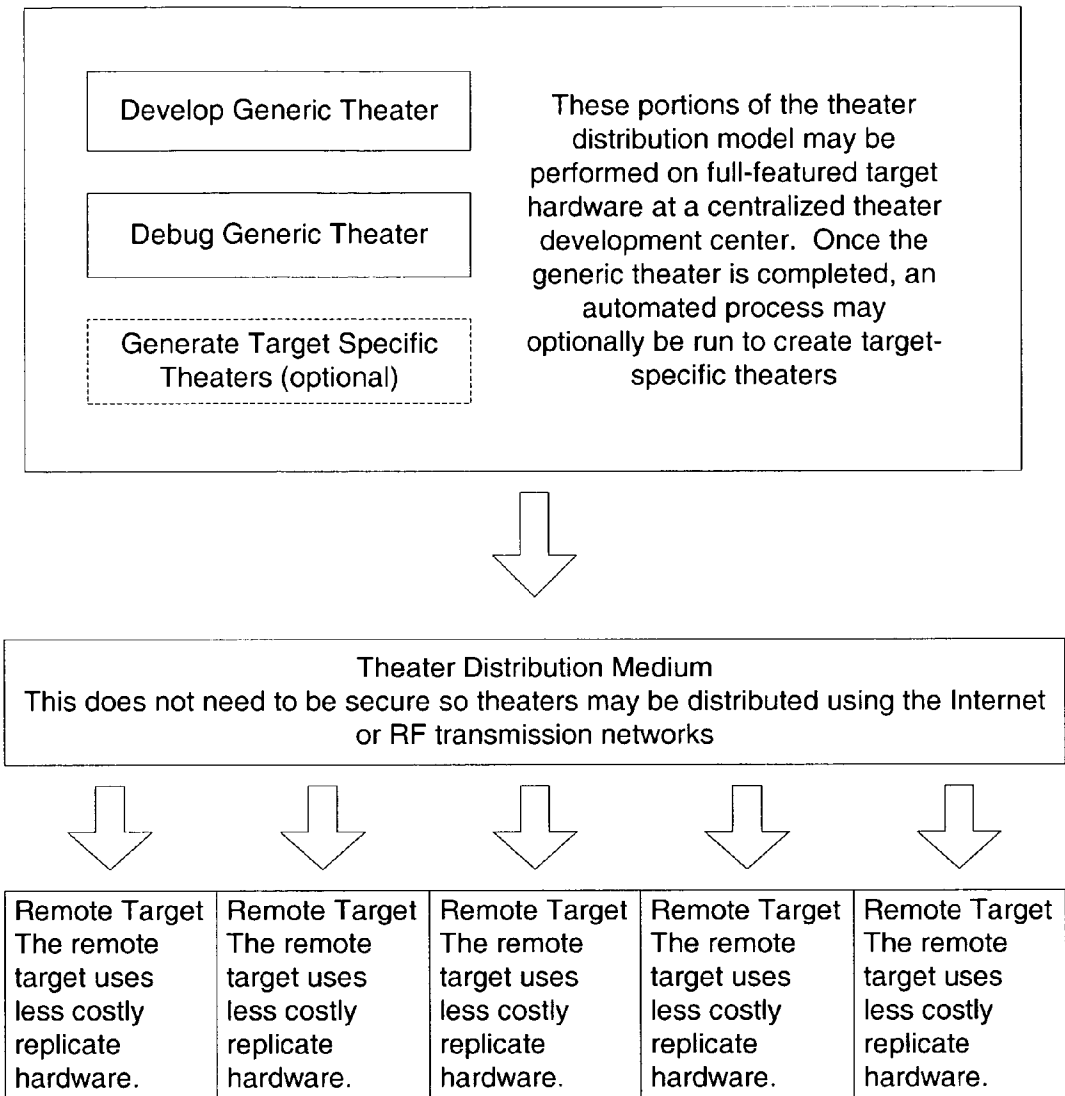 Develop Generic Theater
Debug Generic Theater
Generate Target Specific
Theaters (optional)
These portions of the theater
distribution model may be
performed on full-featured target
hardware at a centralized theater
development center.  Once the
generic theater is completed, an
automated process may
optionally be run to create target-
specific theaters
Theater Distribution Medium
This does not need to be secure so theaters may be distributed using the Internet
or RF transmission networks
Remote Target
The remote
target uses
less costly
replicate
hardware.
Remote Target
The remote
target uses
less costly
replicate
hardware.
Remote Target
The remote
target uses
less costly
replicate
hardware.
Remote Target
The remote
target uses
less costly
replicate
hardware.
Remote Target
The remote
target uses
less costly
replicate
hardware.